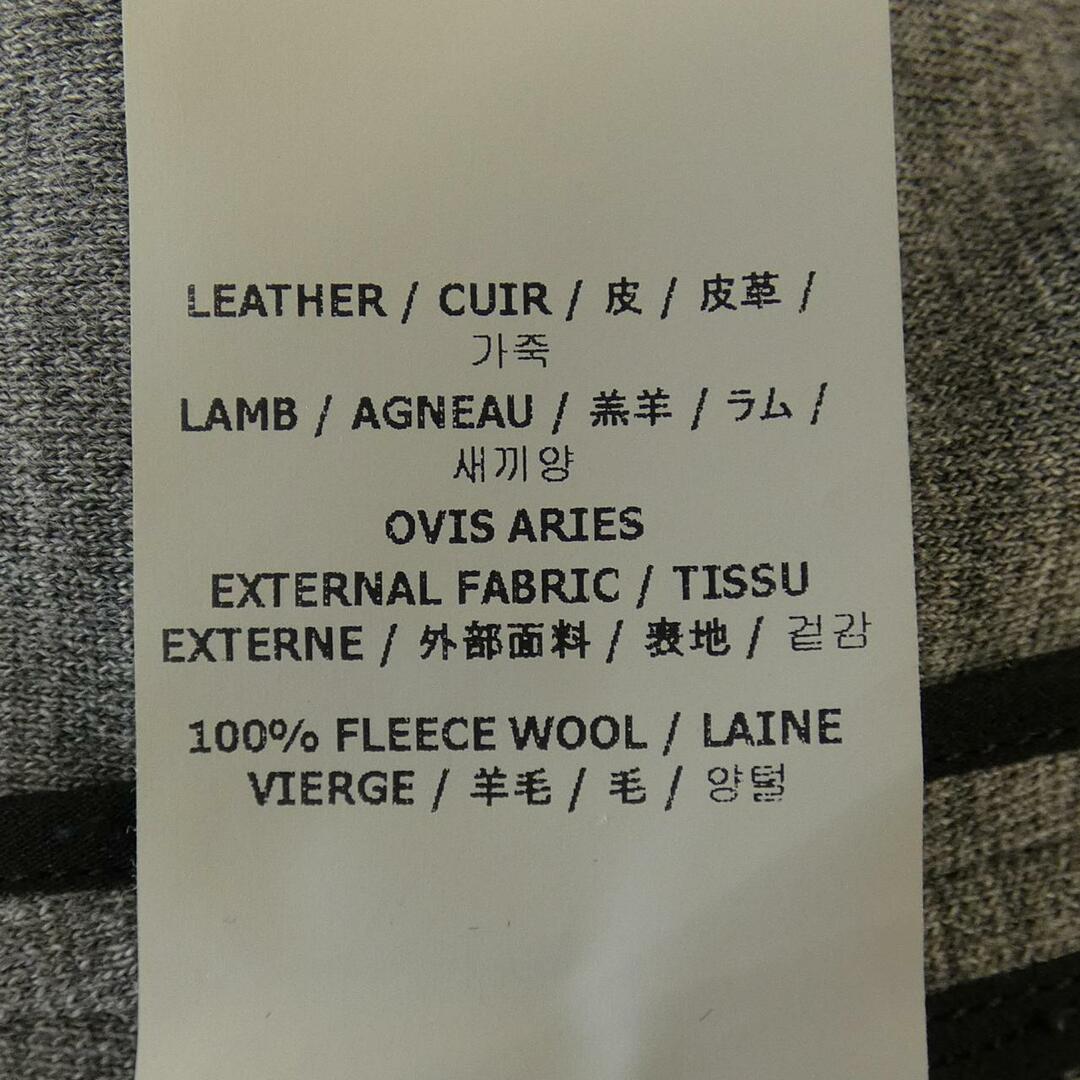 LEATHER / CUIR / 皮 / 皮革 /
가죽
LAMB / AGNEAU / 羔羊 / ラム /
새끼양
OVIS ARIES
EXTERNAL FABRIC / TISSU
EXTERNE / 外部面料 / 表地 / 겉감
100% FLEECE WOOL / LAINE
VIERGE / 羊毛 / 毛 / 양털